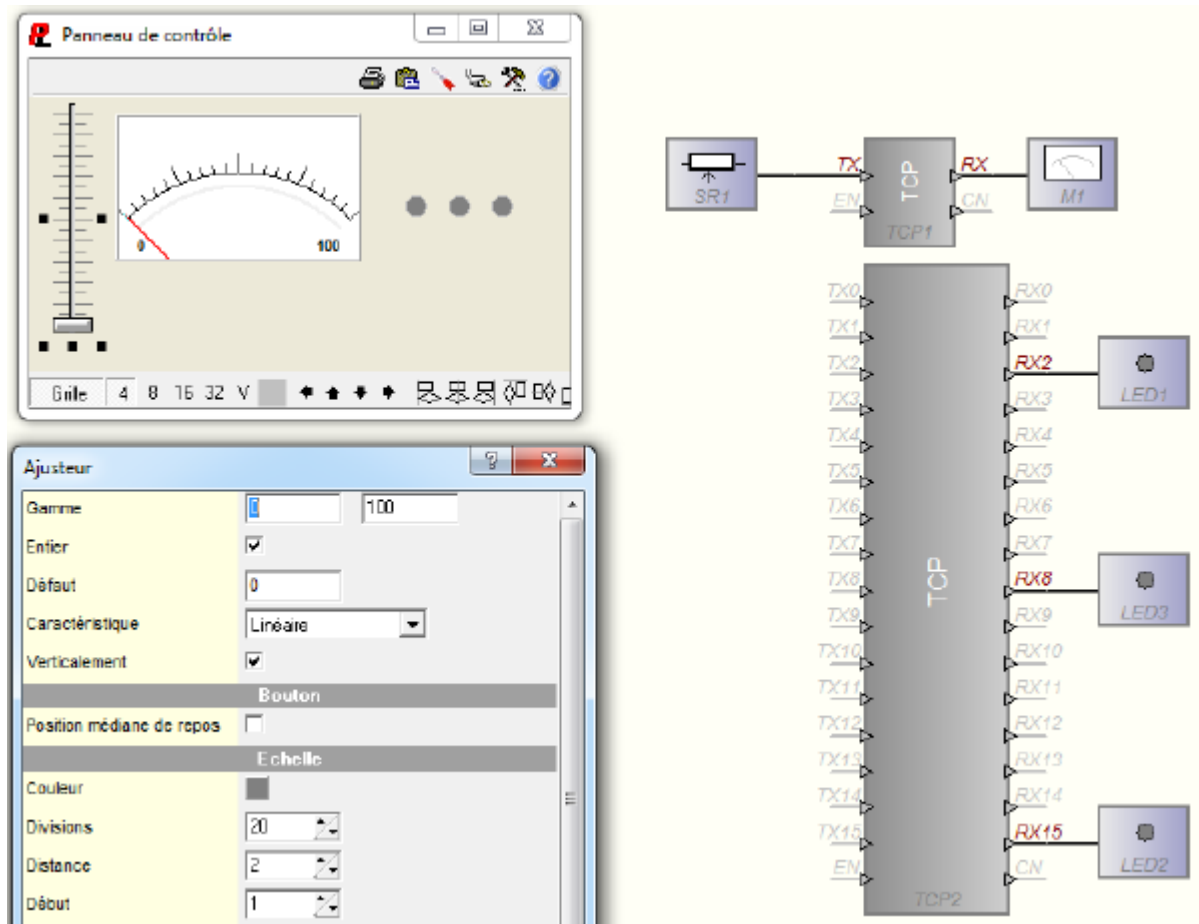 Panneau de contrôle
0 100
Grille 4 8 16 32 V
Ajusteur
Gamme 0 100
Entier
Défaut 0
Caractéristique Linéaire
Verticalement
Bouton
Position médiane de repos
Echelle
Couleur
Divisions 20
Distance 2
Début 1
SR1
TX RX
EN CN
TCP
TCP1
M1
TX0 RX0
TX1 RX1
TX2 RX2
LED1
TX3 RX3
TX4 RX4
TX5 RX5
TX6 RX6
TX7 RX7
TCP
TX8 RX8
LED3
TX9 RX9
TX10 RX10
TX11 RX11
TX12 RX12
TX13 RX13
TX14 RX14
TX15 RX15
LED2
EN CN
TCP2